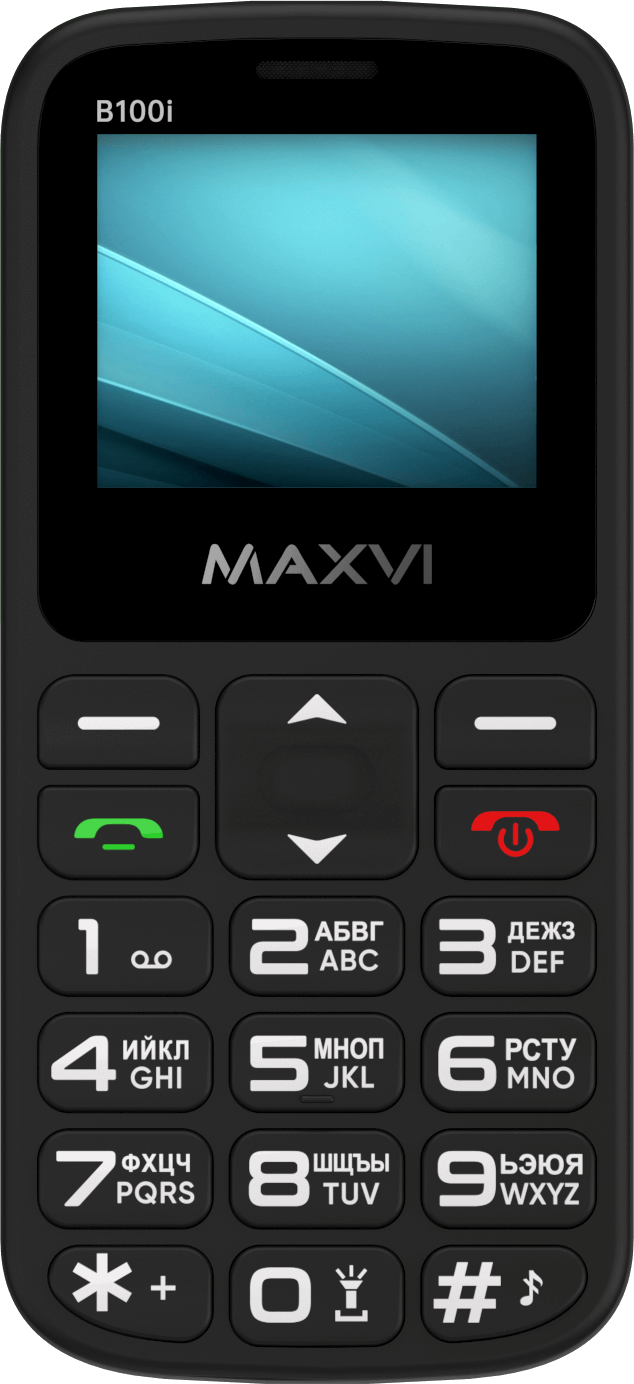 B100i
MAXVI
1
2 АБВГ
ABC
3 ДЕЖЗ
DEF
4 ИЙКЛ
GHI
5 МНОП
JKL
6 РСТУ
MNO
7 ФХЦЧ
PQRS
8 ШЩЪЫ
TUV
9 ЬЭЮЯ
WXYZ
* +
0
#